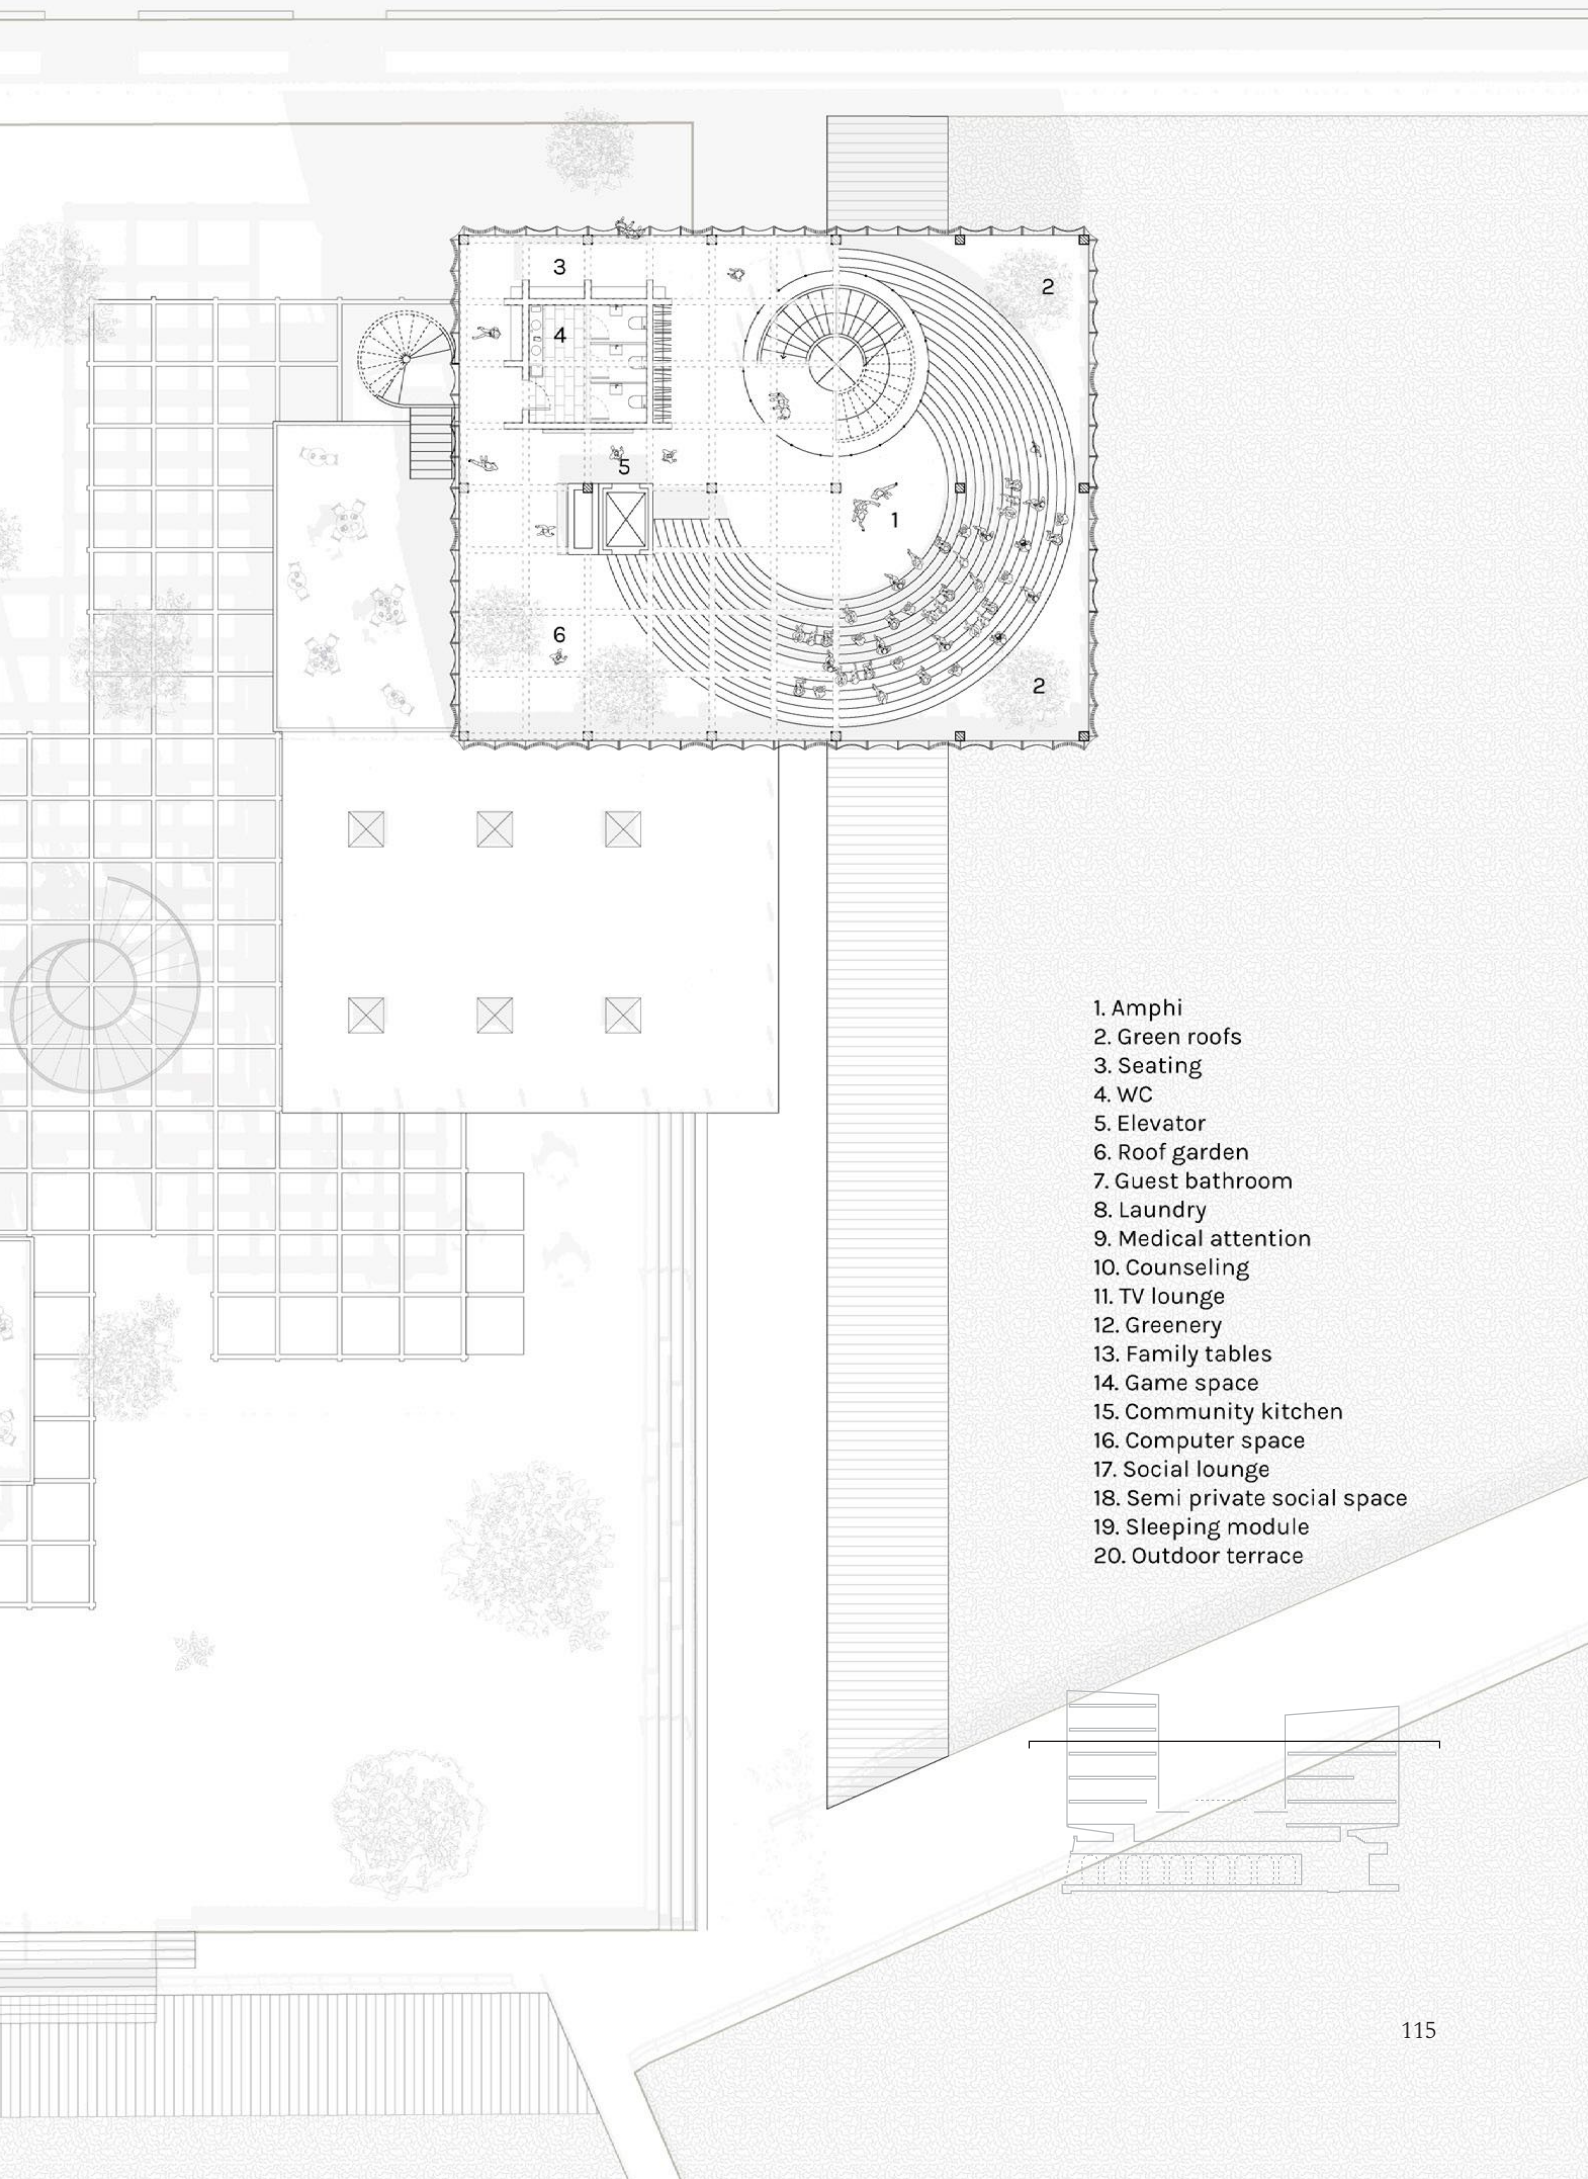 3
2
4
5
1
6
2
1. Amphi
2. Green roofs
3. Seating
4. WC
5. Elevator
6. Roof garden
7. Guest bathroom
8. Laundry
9. Medical attention
10. Counseling
11. TV lounge
12. Greenery
13. Family tables
14. Game space
15. Community kitchen
16. Computer space
17. Social lounge
18. Semi private social space
19. Sleeping module
20. Outdoor terrace
115